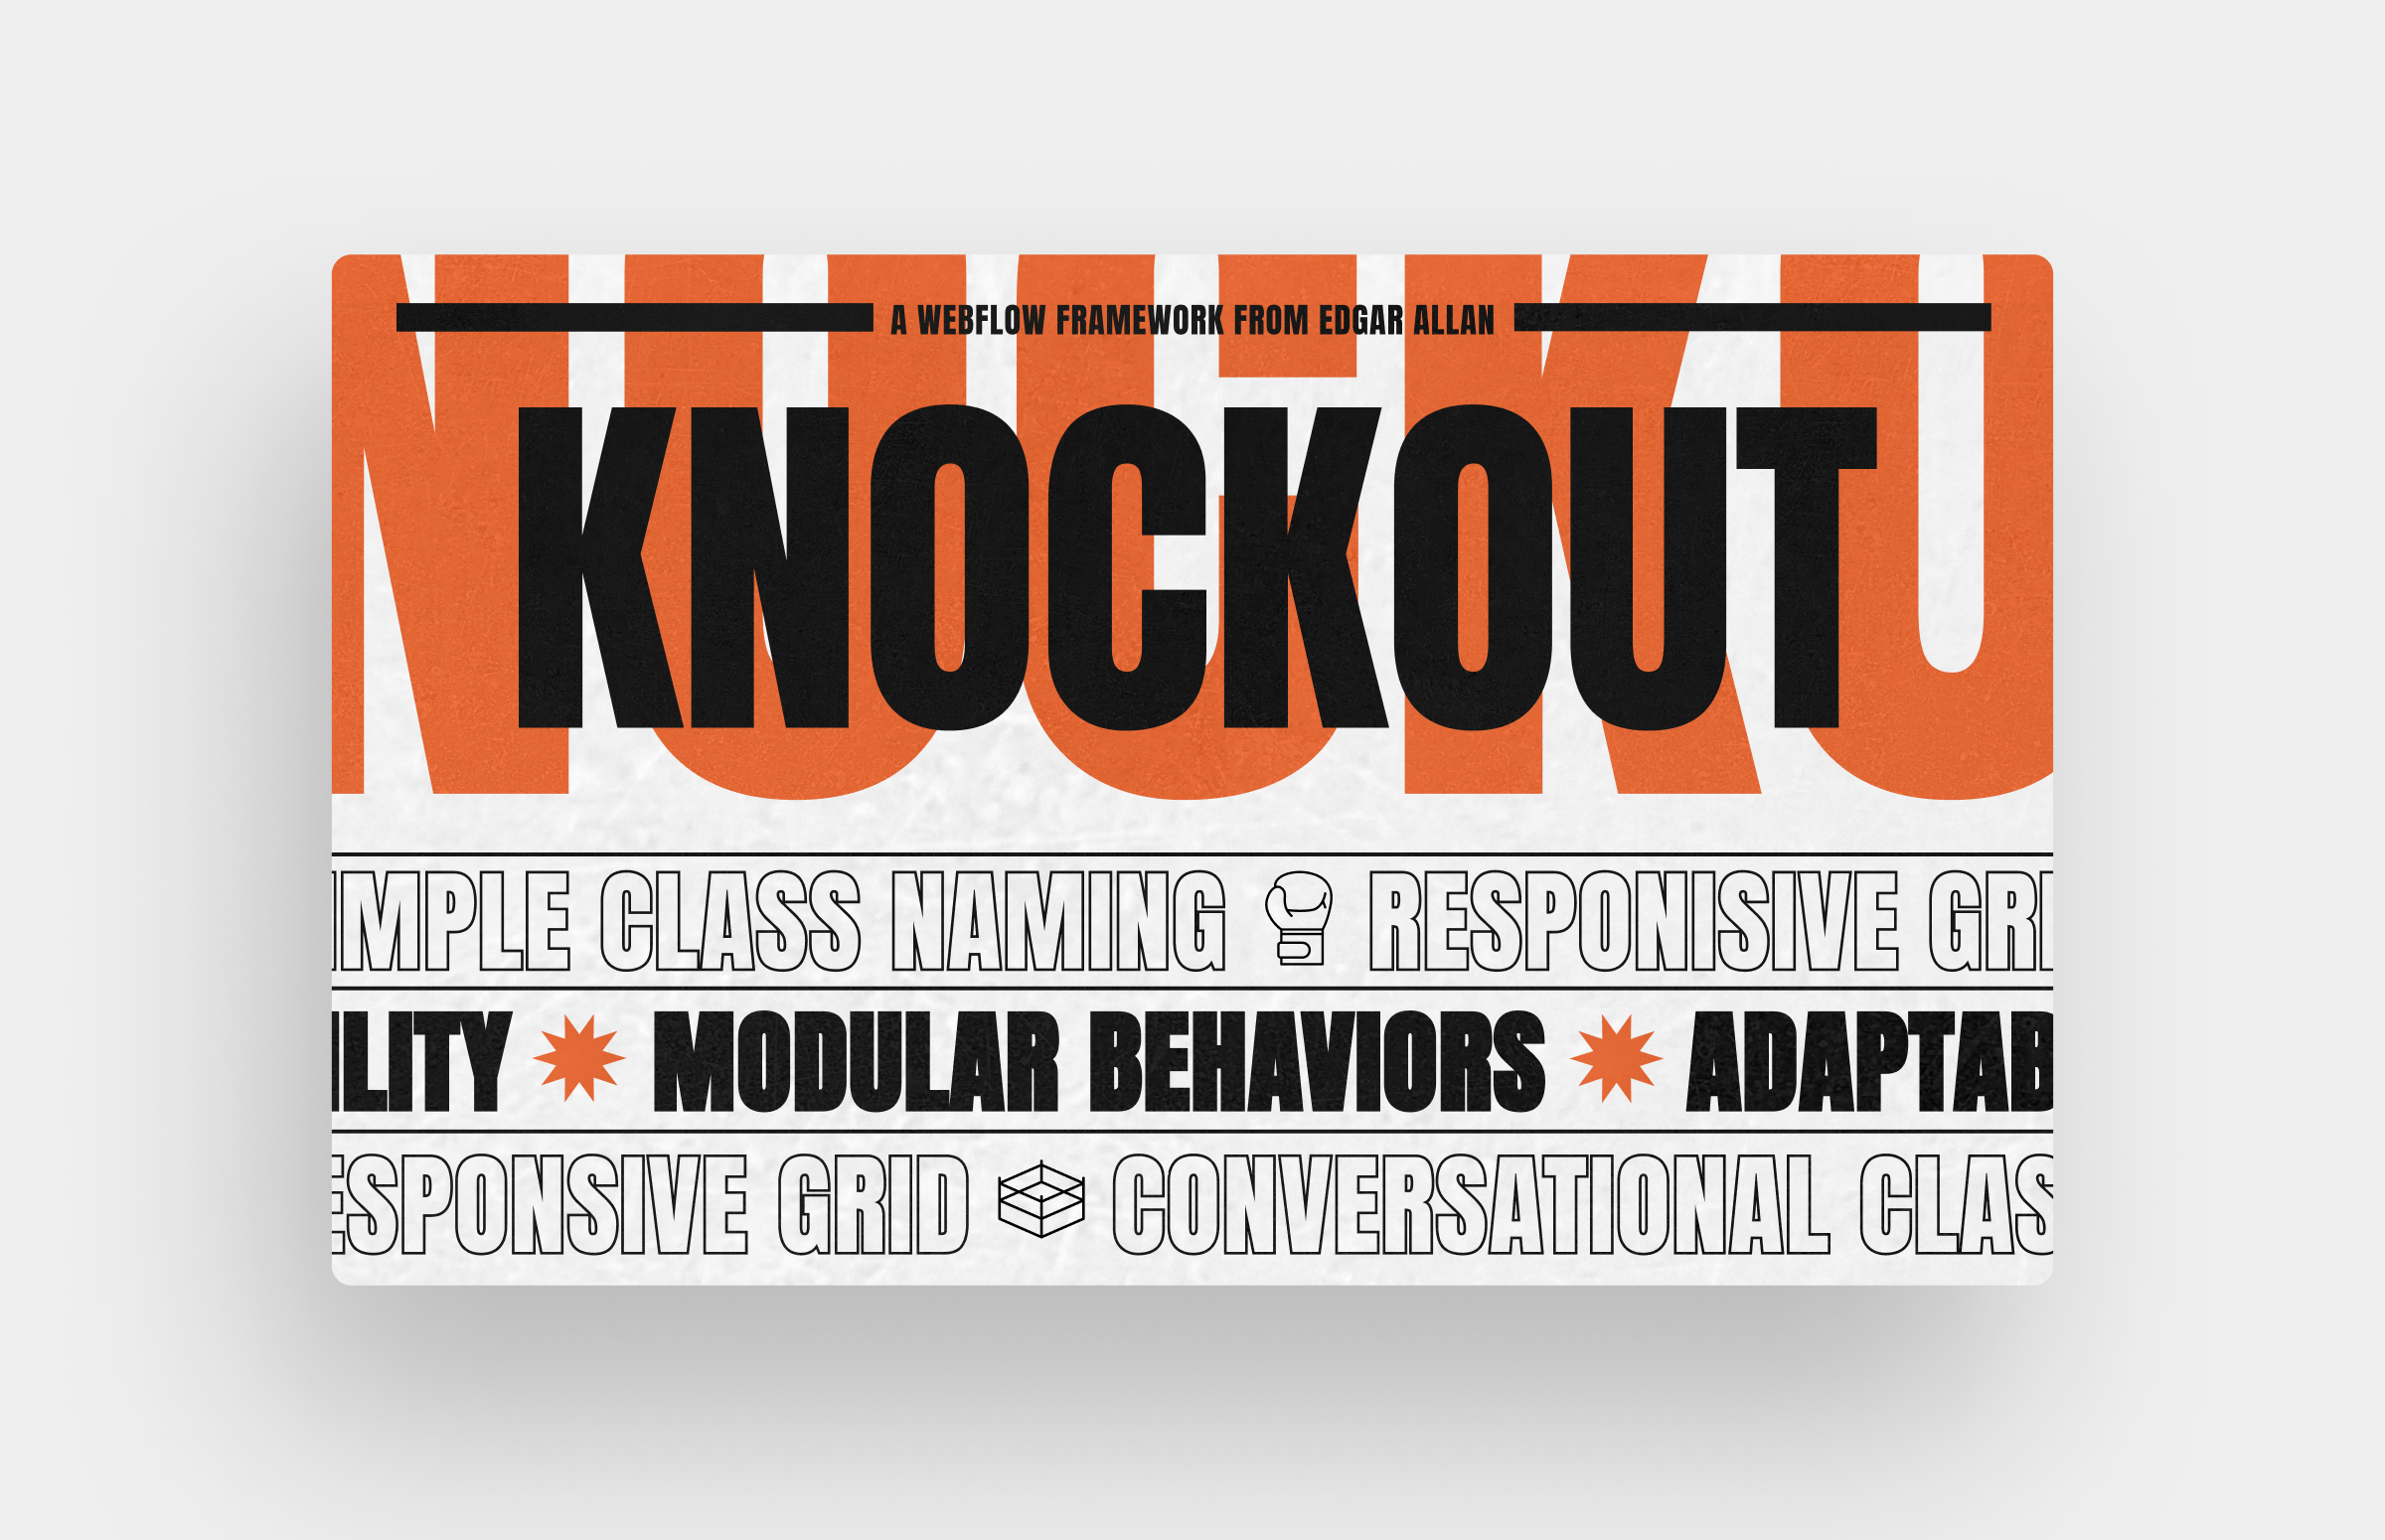 A WEBFLOW FRAMEWORK FROM EDGAR ALLAN
KNOCKOUT
IMPLE CLASS NAMING RESPONISIVE GRI
ILITY MODULAR BEHAVIORS ADAPTAB
ESPONSIVE GRID CONVERSATIONAL CLAS